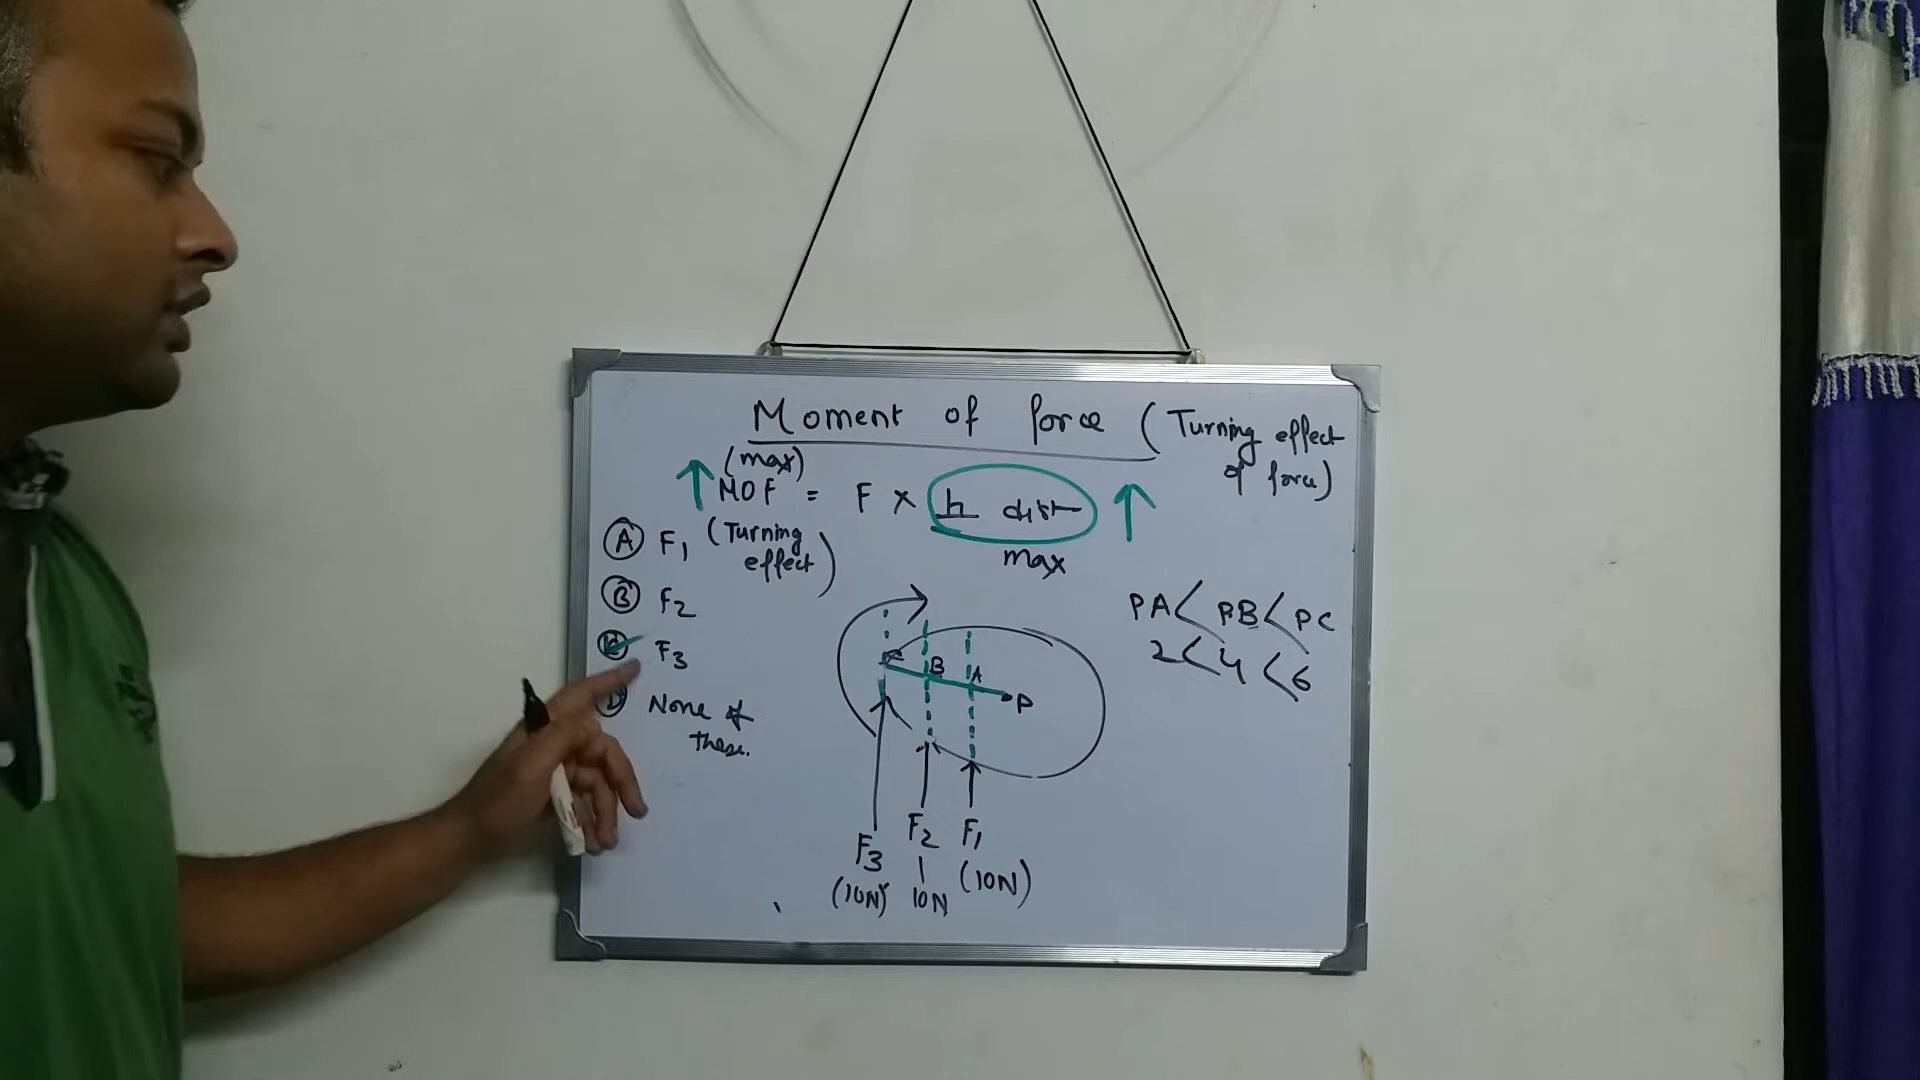 Moment of force (Turning effect
of force)
(max)
↑ MOF = F × h dist ↑
(Turning
effect)
max
A F1
B F2
C F3
D None of
these.
PA < PB < PC
2 < 4 < 6
C B A P
F3 F2 F1
(10N) 10N (10N)